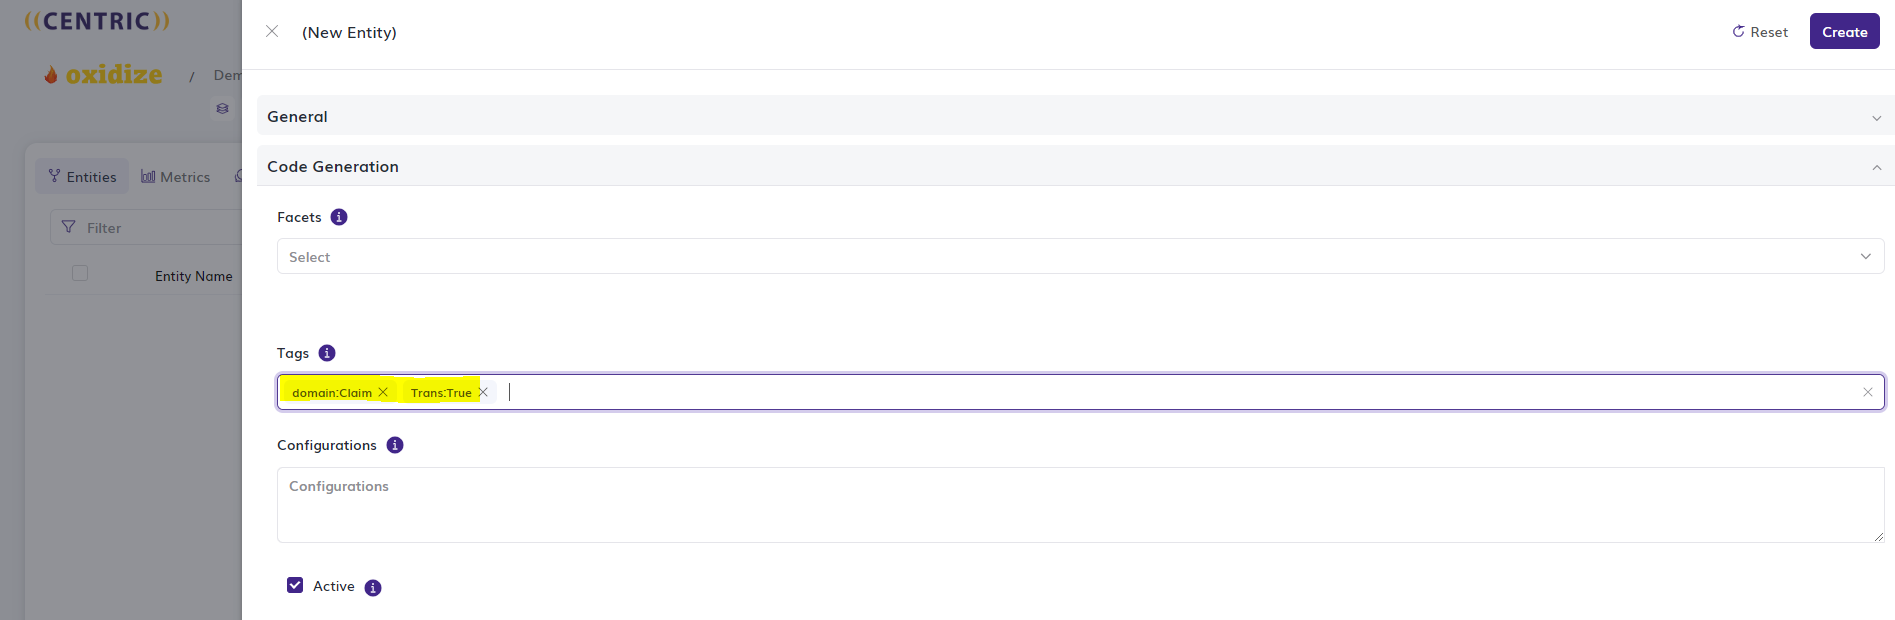 ((CENTRIC))
(New Entity)
Reset
Create
oxidize / Dem
General
Code Generation
Entities
Metrics
Facets
Filter
Select
Entity Name
Tags
domain:Claim
Trans:True
Configurations
Configurations
Active